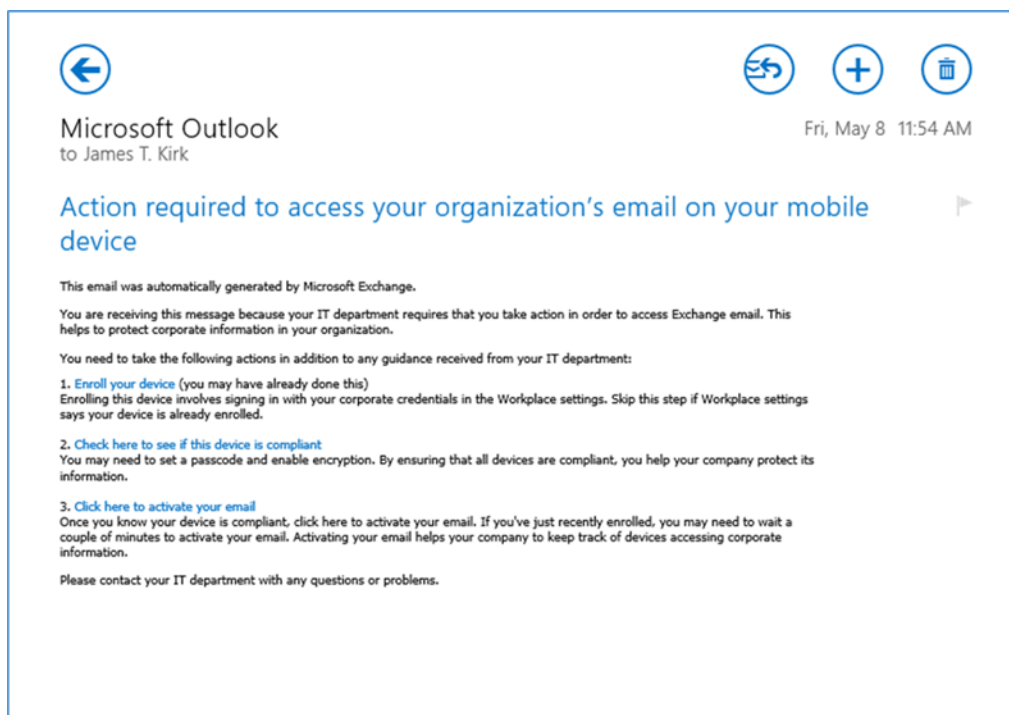 Microsoft Outlook
Fri, May 8 11:54 AM
to James T. Kirk
Action required to access your organization's email on your mobile
device
This email was automatically generated by Microsoft Exchange.
You are receiving this message because your IT department requires that you take action in order to access Exchange email. This
helps to protect corporate information in your organization.
You need to take the following actions in addition to any guidance received from your IT department:
1. Enroll your device (you may have already done this)
Enrolling this device involves signing in with your corporate credentials in the Workplace settings. Skip this step if Workplace settings
says your device is already enrolled.
2. Check here to see if this device is compliant
You may need to set a passcode and enable encryption. By ensuring that all devices are compliant, you help your company protect its
information.
3. Click here to activate your email
Once you know your device is compliant, click here to activate your email. If you've just recently enrolled, you may need to wait a
couple of minutes to activate your email. Activating your email helps your company to keep track of devices accessing corporate
information.
Please contact your IT department with any questions or problems.